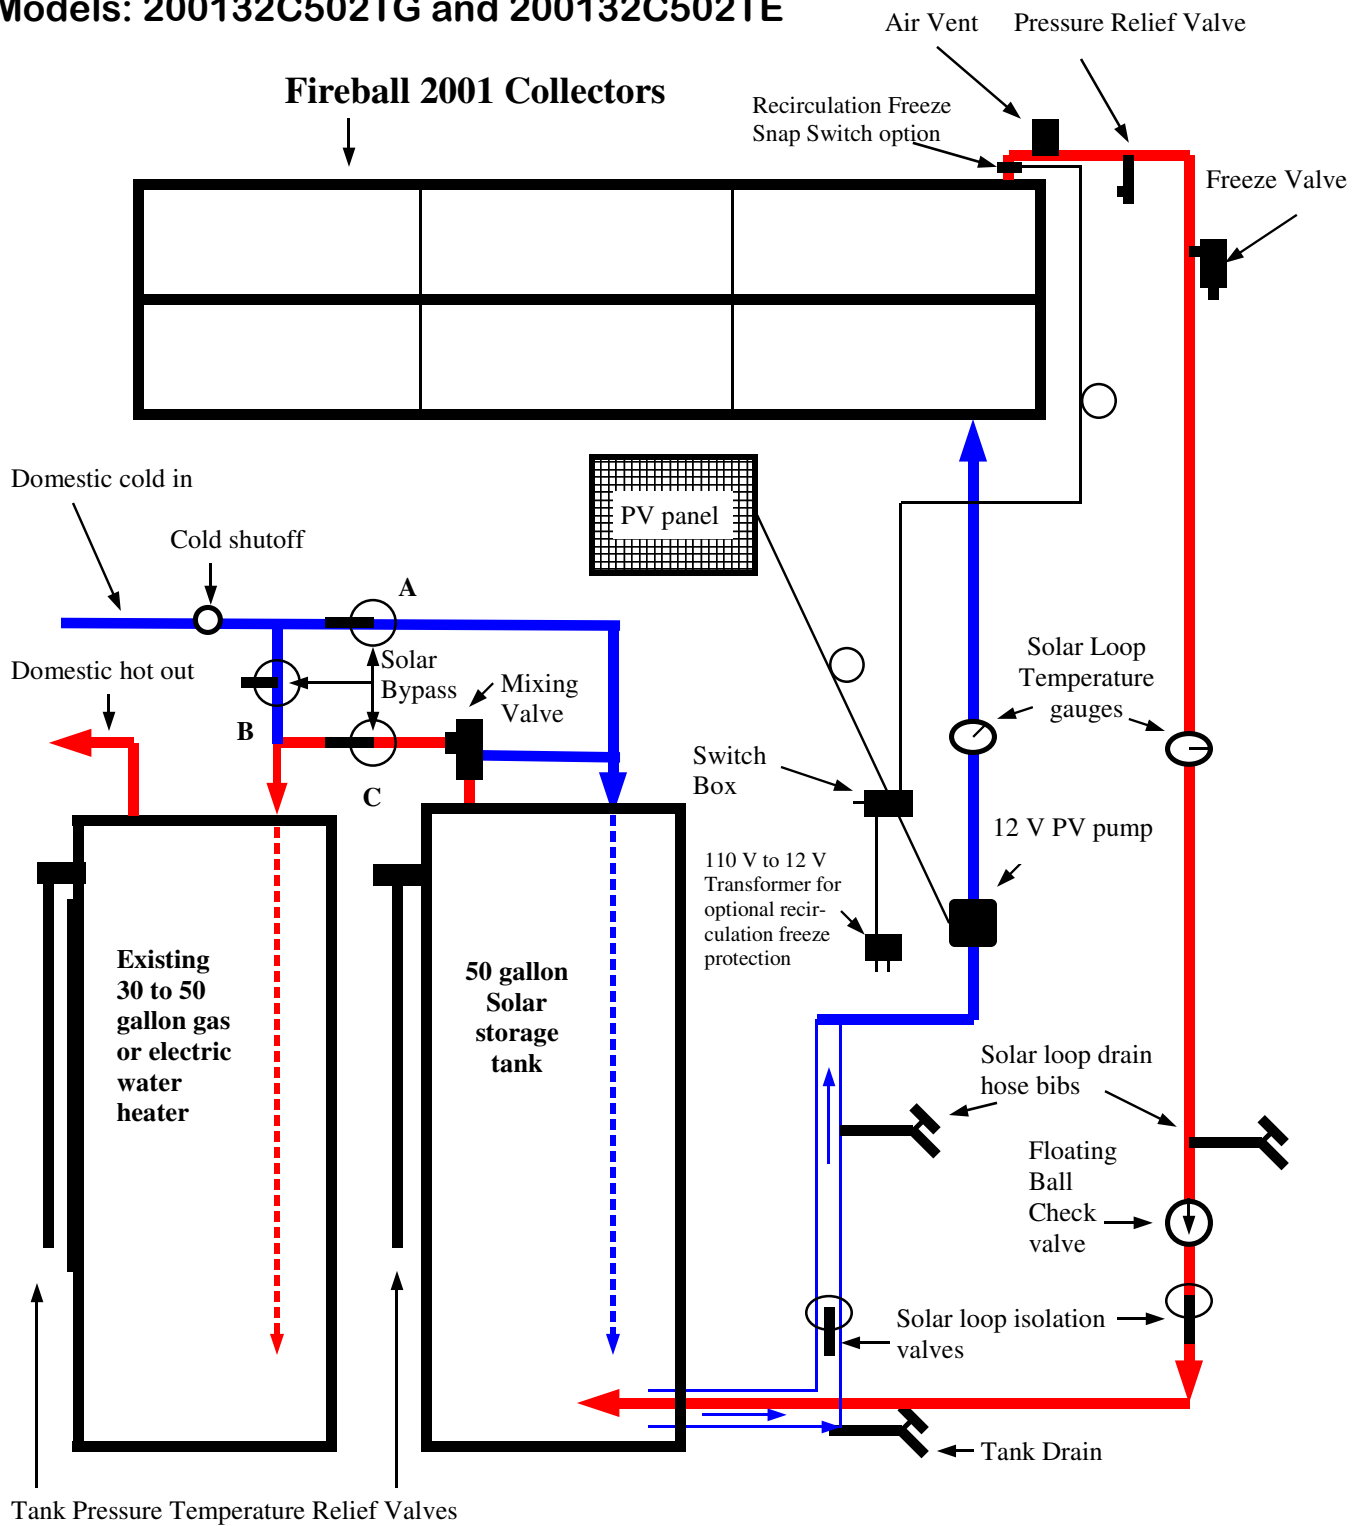 Models: 200132C502TG and 200132C502TE
Air Vent
Pressure Relief Valve
Fireball 2001 Collectors
Recirculation Freeze
Snap Switch option
Freeze Valve
Domestic cold in
PV panel
Cold shutoff
A
Domestic hot out
Solar
Bypass
Mixing
Valve
B
C
Solar Loop
Temperature
gauges
Switch
Box
12 V PV pump
110 V to 12 V
Transformer for
optional recir-
culation freeze
protection
Existing
30 to 50
gallon gas
or electric
water
heater
50 gallon
Solar
storage
tank
Solar loop drain
hose bibs
Floating
Ball
Check
valve
Solar loop isolation
valves
Tank Drain
Tank Pressure Temperature Relief Valves